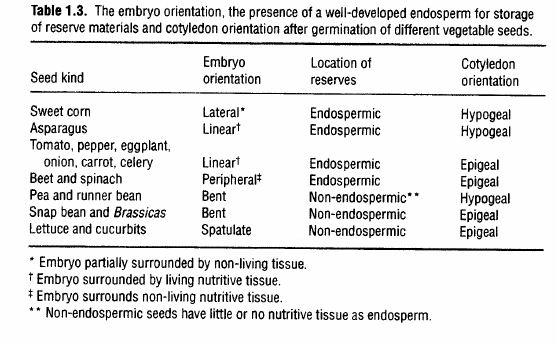 Table 1.3. The embryo orientation, the presence of a well-developed endosperm for storage
of reserve materials and cotyledon orientation after germination of different vegetable seeds.
Embryo Location of Cotyledon
Seed kind orientation reserves orientation
Sweet corn Lateral* Endospermic Hypogeal
Asparagus Linear† Endospermic Hypogeal
Tomato, pepper, eggplant,
onion, carrot, celery Linear† Endospermic Epigeal
Beet and spinach Peripheral‡ Endospermic Epigeal
Pea and runner bean Bent Non-endospermic** Hypogeal
Snap bean and Brassicas Bent Non-endospermic Epigeal
Lettuce and cucurbits Spatulate Non-endospermic Epigeal
* Embryo partially surrounded by non-living tissue.
† Embryo surrounded by living nutritive tissue.
‡ Embryo surrounds non-living nutritive tissue.
** Non-endospermic seeds have little or no nutritive tissue as endosperm.